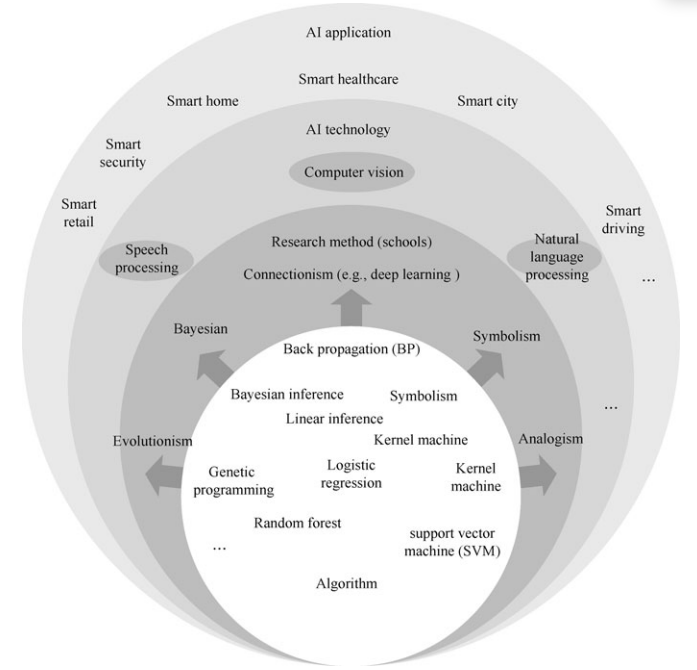 AI application
Smart healthcare
Smart home
Smart city
AI technology
Smart
security
Computer vision
Smart
retail
Smart
driving
Research method (schools)
Speech
processing
Natural
language
processing
Connectionism (e.g., deep learning )
...
Bayesian
Symbolism
Back propagation (BP)
Bayesian inference
Symbolism
...
Linear inference
Evolutionism
Kernel machine
Analogism
Genetic
programming
Logistic
regression
Kernel
machine
Random forest
support vector
machine (SVM)
...
Algorithm